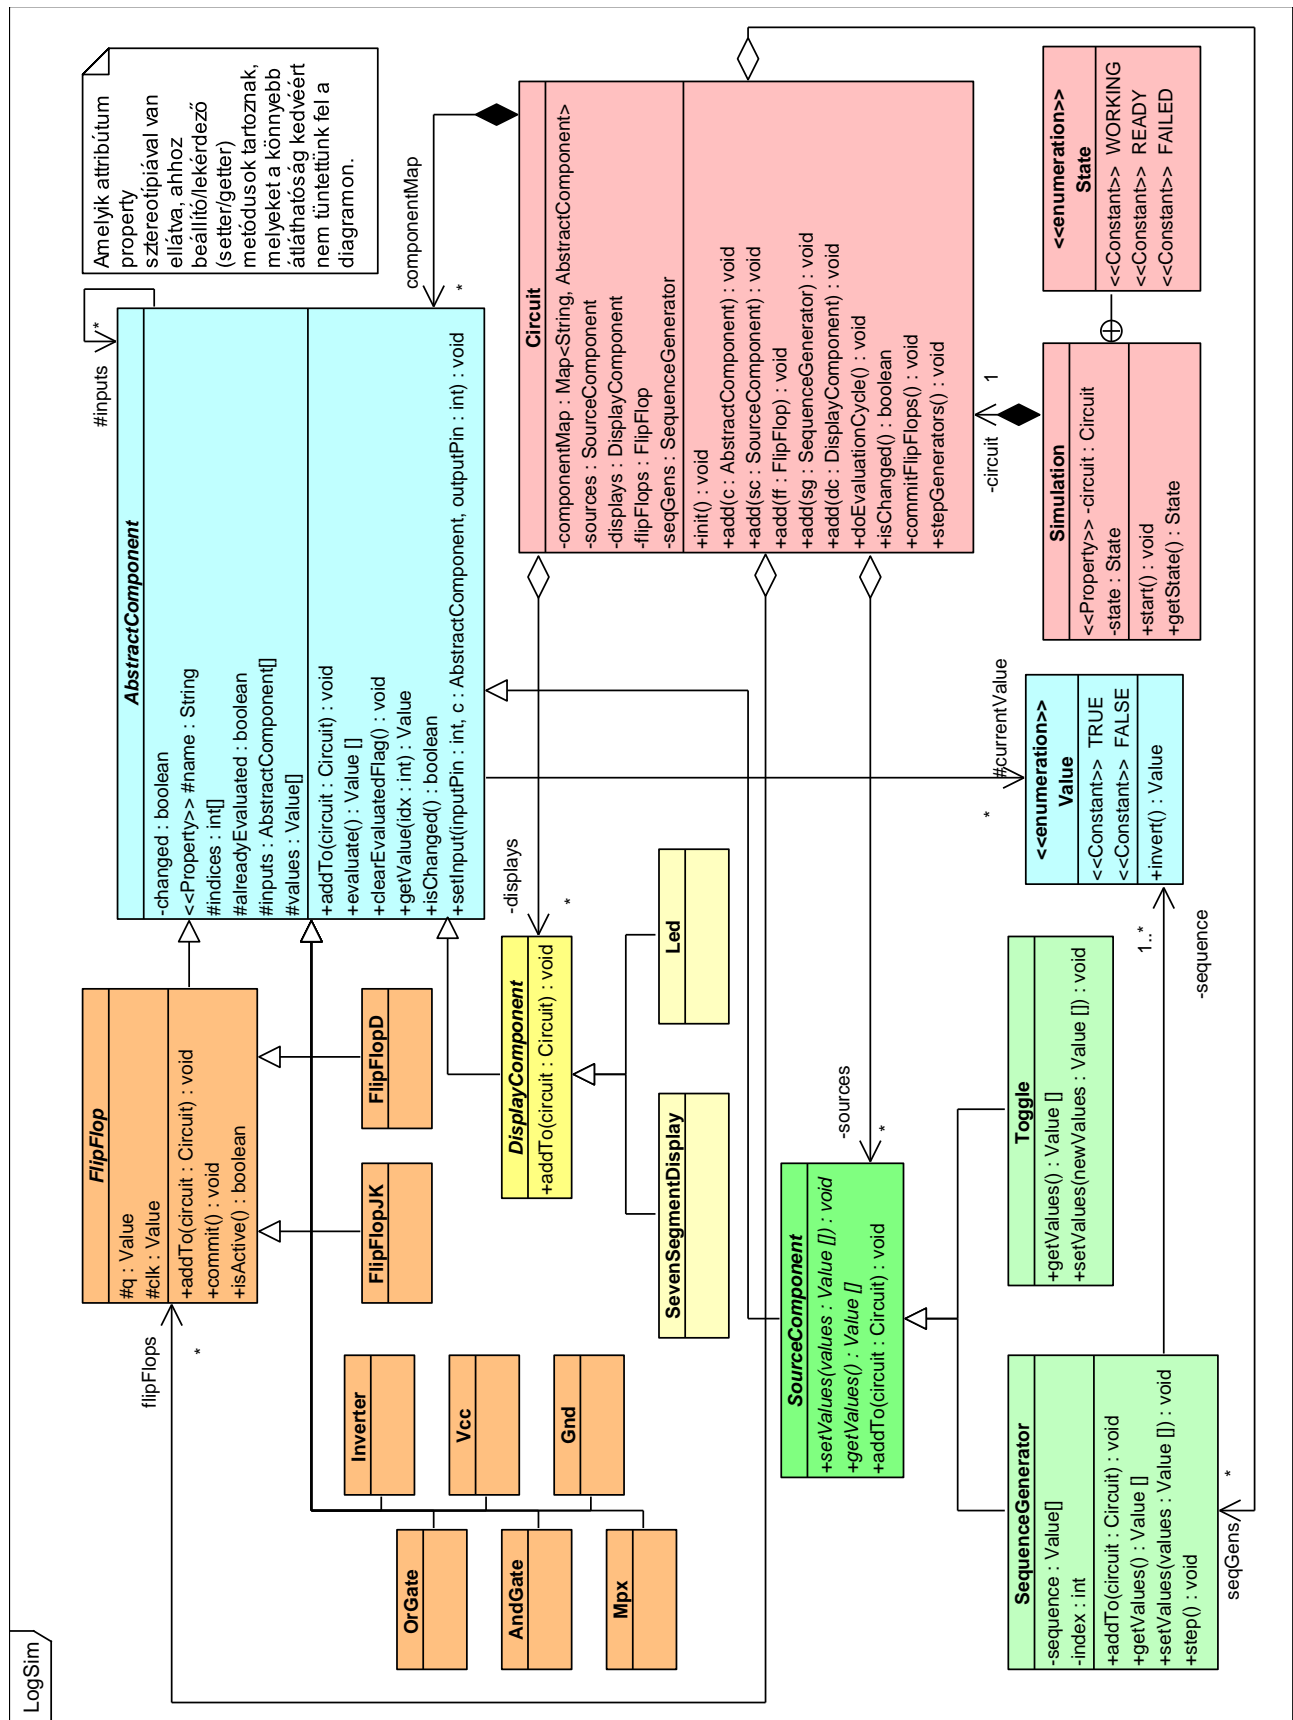 LogSim
FlipFlop
#q : Value
#clk : Value
+addTo(circuit : Circuit) : void
+commit() : void
+isActive() : boolean
flipFlops
*
FlipFlopJK
FlipFlopD
Inverter
Vcc
Gnd
OrGate
AndGate
Mpx
AbstractComponent
-changed : boolean
<<Property>> #name : String
#indices : int[]
#alreadyEvaluated : boolean
#inputs : AbstractComponent[]
#values : Value[]
+addTo(circuit : Circuit) : void
+evaluate() : Value []
+clearEvaluatedFlag() : void
+getValue(idx : int) : Value
+isChanged() : boolean
+setInput(inputPin : int, c : AbstractComponent, outputPin : int) : void
#inputs
*
Amelyik attribútum
property
sztereotípiával van
ellátva, ahhoz
beállító/lekérdező
(setter/getter)
metódusok tartoznak,
melyeket a könnyebb
átláthatóság kedvéért
nem tüntettünk fel a
diagramon.
componentMap
*
DisplayComponent
+addTo(circuit : Circuit) : void
-displays
*
SevenSegmentDisplay
Led
Circuit
-componentMap : Map<String, AbstractComponent>
-sources : SourceComponent
-displays : DisplayComponent
-flipFlops : FlipFlop
-seqGens : SequenceGenerator
+init() : void
+add(c : AbstractComponent) : void
+add(sc : SourceComponent) : void
+add(ff : FlipFlop) : void
+add(sg : SequenceGenerator) : void
+add(dc : DisplayComponent) : void
+doEvaluationCycle() : void
+isChanged() : boolean
+commitFlipFlops() : void
+stepGenerators() : void
SourceComponent
+setValues(values : Value []) : void
+getValues() : Value []
+addTo(circuit : Circuit) : void
-sources
*
-circuit
1
#currentValue
*
SequenceGenerator
-sequence : Value[]
-index : int
+addTo(circuit : Circuit) : void
+getValues() : Value []
+setValues(values : Value []) : void
+step() : void
seqGens
*
Toggle
+getValues() : Value []
+setValues(newValues : Value []) : void
<<enumeration>>
Value
<<Constant>> TRUE
<<Constant>> FALSE
+invert() : Value
1..*
-sequence
Simulation
<<Property>> -circuit : Circuit
-state : State
+start() : void
+getState() : State
<<enumeration>>
State
<<Constant>> WORKING
<<Constant>> READY
<<Constant>> FAILED